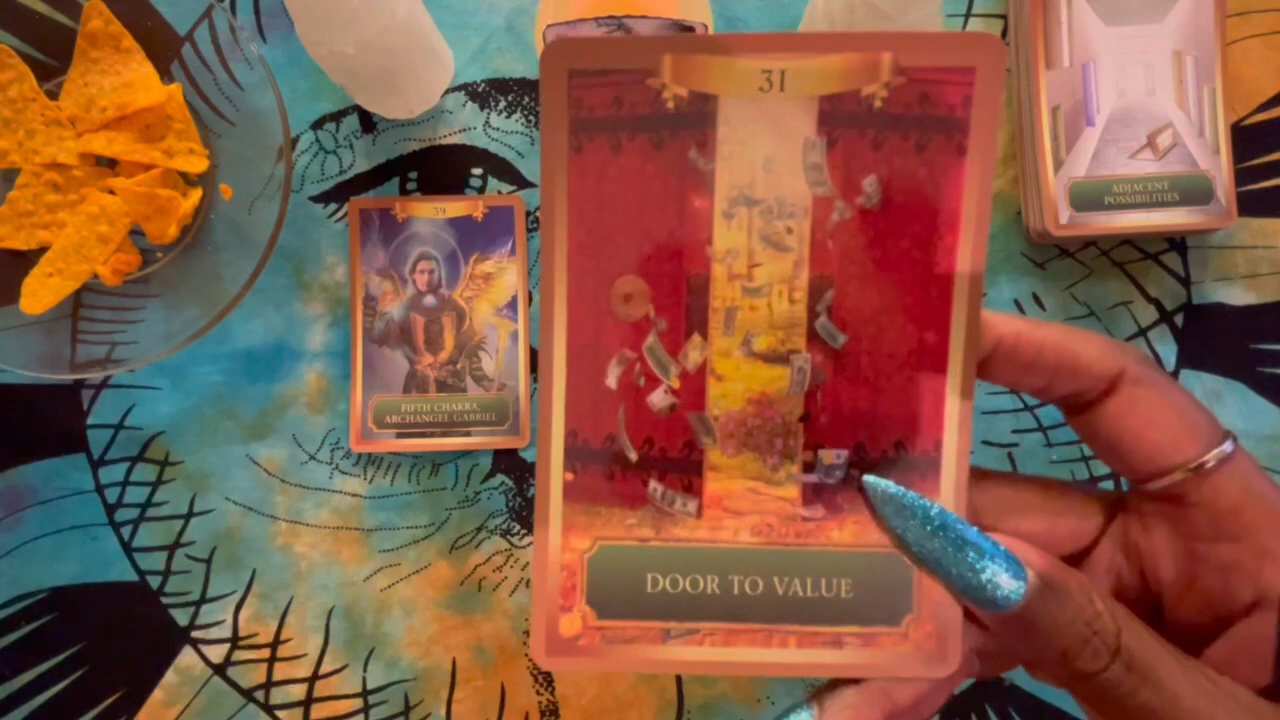 31
DOOR TO VALUE
39
FIFTH CHAKRA,
ARCHANGEL GABRIEL
ADJACENT
POSSIBILITIES